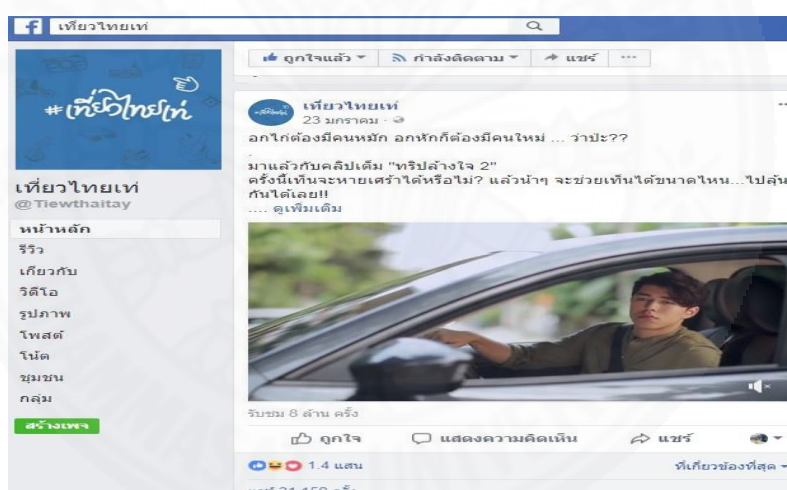 เที่ยวไทยเท่
ถูกใจแล้ว
กำลังติดตาม
แชร์
#เที่ยวไทยเท่
เที่ยวไทยเท่
@Tiewthaitay
หน้าหลัก
รีวิว
เกี่ยวกับ
วิดีโอ
รูปภาพ
โพสต์
โน้ต
ชุมชน
กลุ่ม
สร้างเพจ
เที่ยวไทยเท่
23 มกราคม
อกไก่ต้องมีคนหมัก อกหักก็ต้องมีคนใหม่ ... ว่าป่ะ??
.
มาแล้วกับคลิปเต็ม "ทริปล้างใจ 2"
ครั้งนี้เท็นจะหายเศร้าได้หรือไม่? แล้วน้าๆ จะช่วยเท็นได้ขนาดไหน...ไปลุ้น
กันได้เลย!!
.... ดูเพิ่มเติม
รับชม 8 ล้าน ครั้ง
ถูกใจ
แสดงความคิดเห็น
แชร์
1.4 แสน
ที่เกี่ยวข้องที่สุด